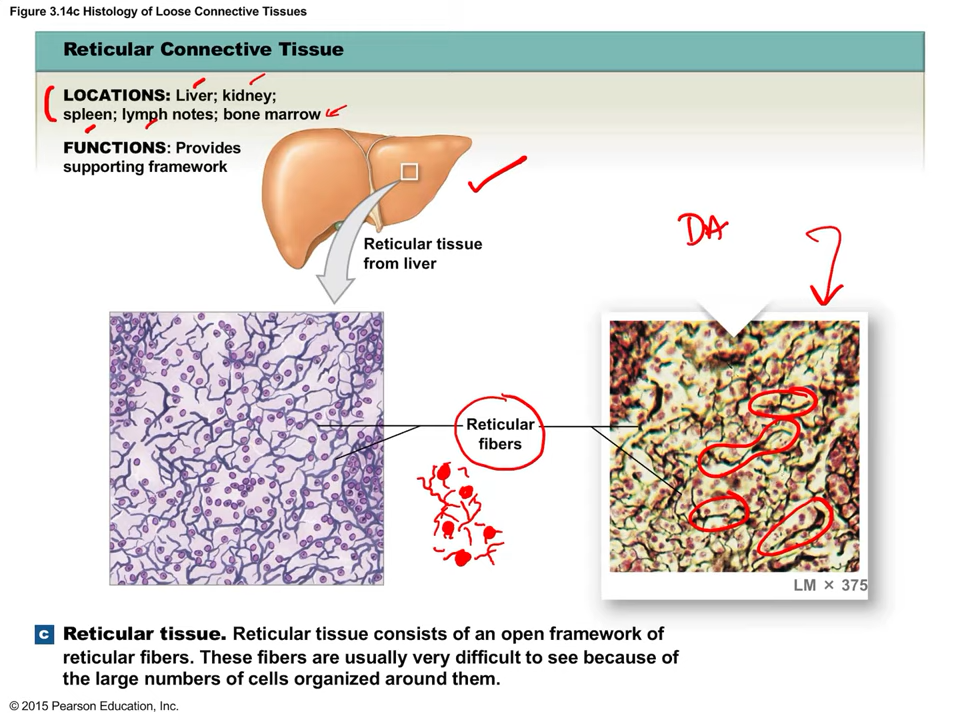 Figure 3.14c Histology of Loose Connective Tissues
Reticular Connective Tissue
LOCATIONS: Liver; kidney;
spleen; lymph notes; bone marrow
FUNCTIONS: Provides
supporting framework
Reticular tissue
from liver
DA
Reticular
fibers
LM × 375
c Reticular tissue. Reticular tissue consists of an open framework of
reticular fibers. These fibers are usually very difficult to see because of
the large numbers of cells organized around them.
© 2015 Pearson Education, Inc.